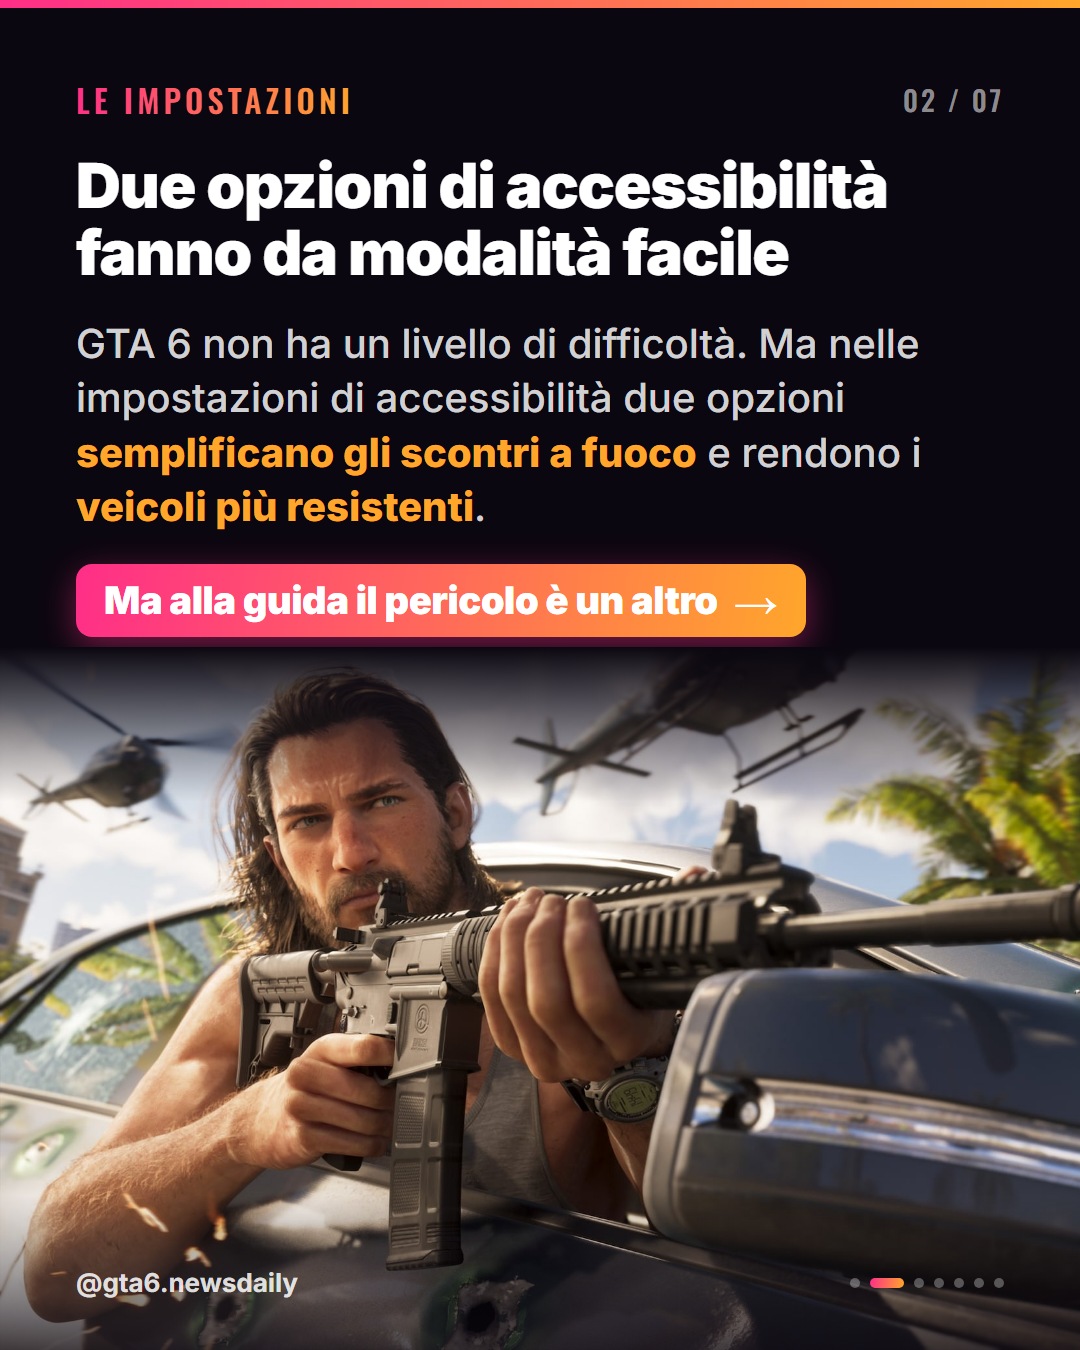 LE IMPOSTAZIONI
02 / 07
Due opzioni di accessibilità
fanno da modalità facile
GTA 6 non ha un livello di difficoltà. Ma nelle
impostazioni di accessibilità due opzioni
semplificano gli scontri a fuoco e rendono i
veicoli più resistenti.
Ma alla guida il pericolo è un altro →
@gta6.newsdaily